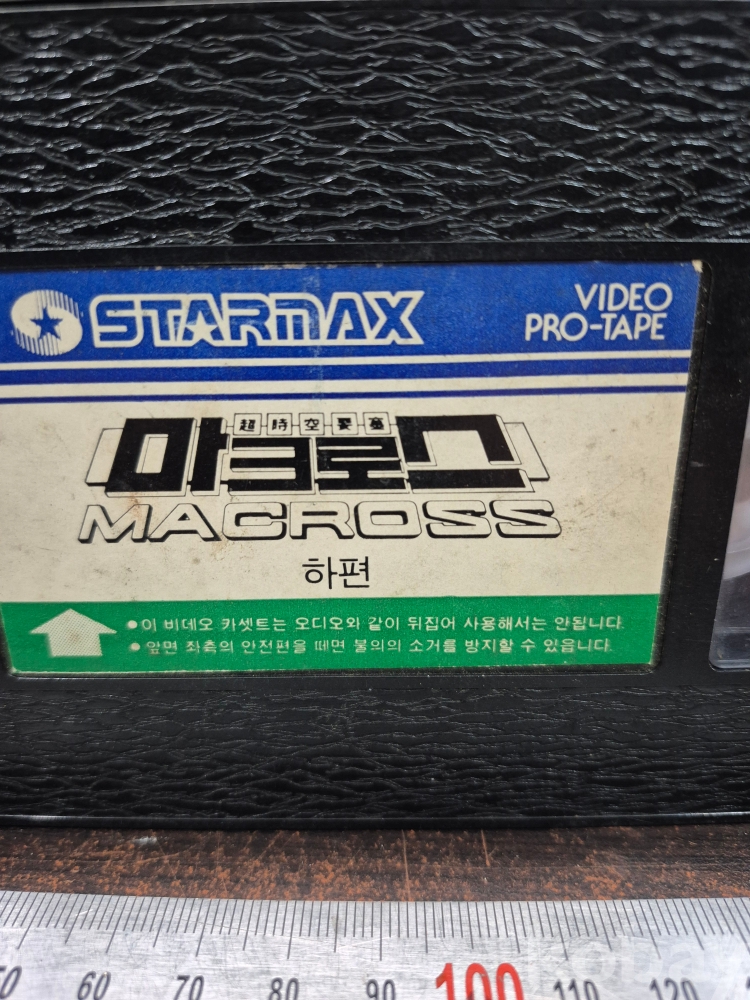 STARMAX
VIDEO
PRO-TAPE
超時空要塞
마크로스
MACROSS
하편
●이 비데오 카셋트는 오디오와 같이 뒤집어 사용해서는 안됩니다.
●앞면 좌측의 안전편을 떼면 불의의 소거를 방지할 수 있읍니다.
60 70 80 90 100 110 120